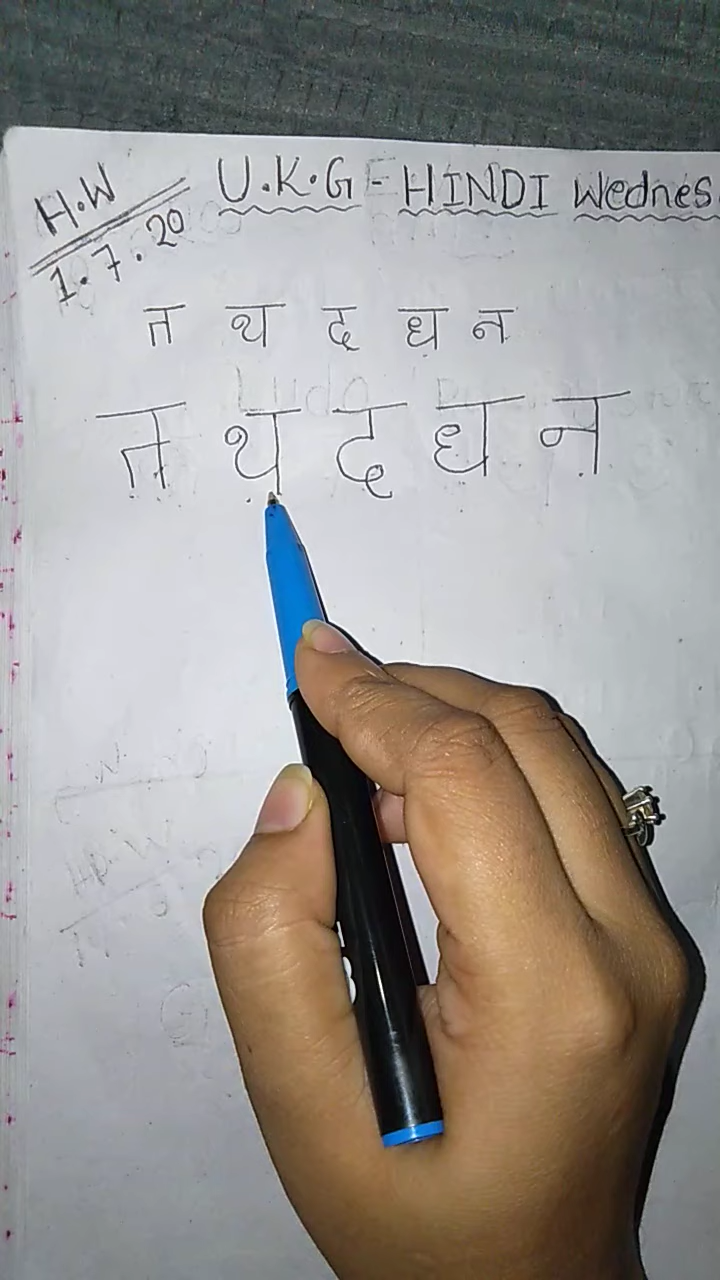 H.W U.K.G - HINDI Wednes
1.7.20
त थ द ध न
त थ द ध न